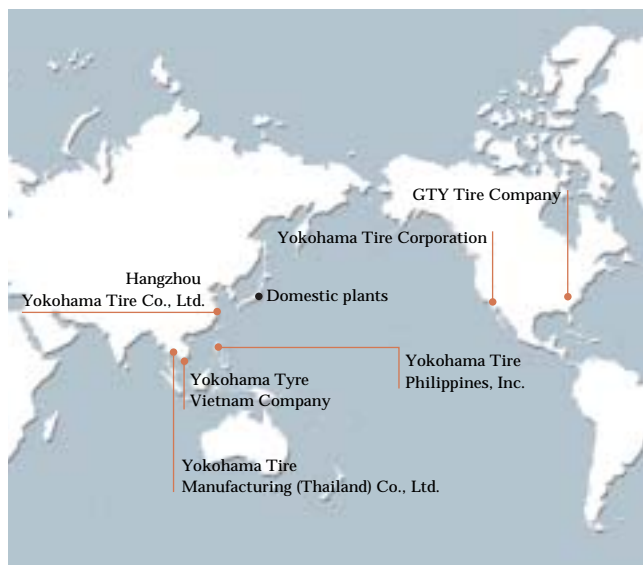 GTY Tire Company
Yokohama Tire Corporation
Hangzhou
Yokohama Tire Co., Ltd.
Domestic plants
Yokohama Tire
Philippines, Inc.
Yokohama Tyre
Vietnam Company
Yokohama Tire
Manufacturing (Thailand) Co., Ltd.